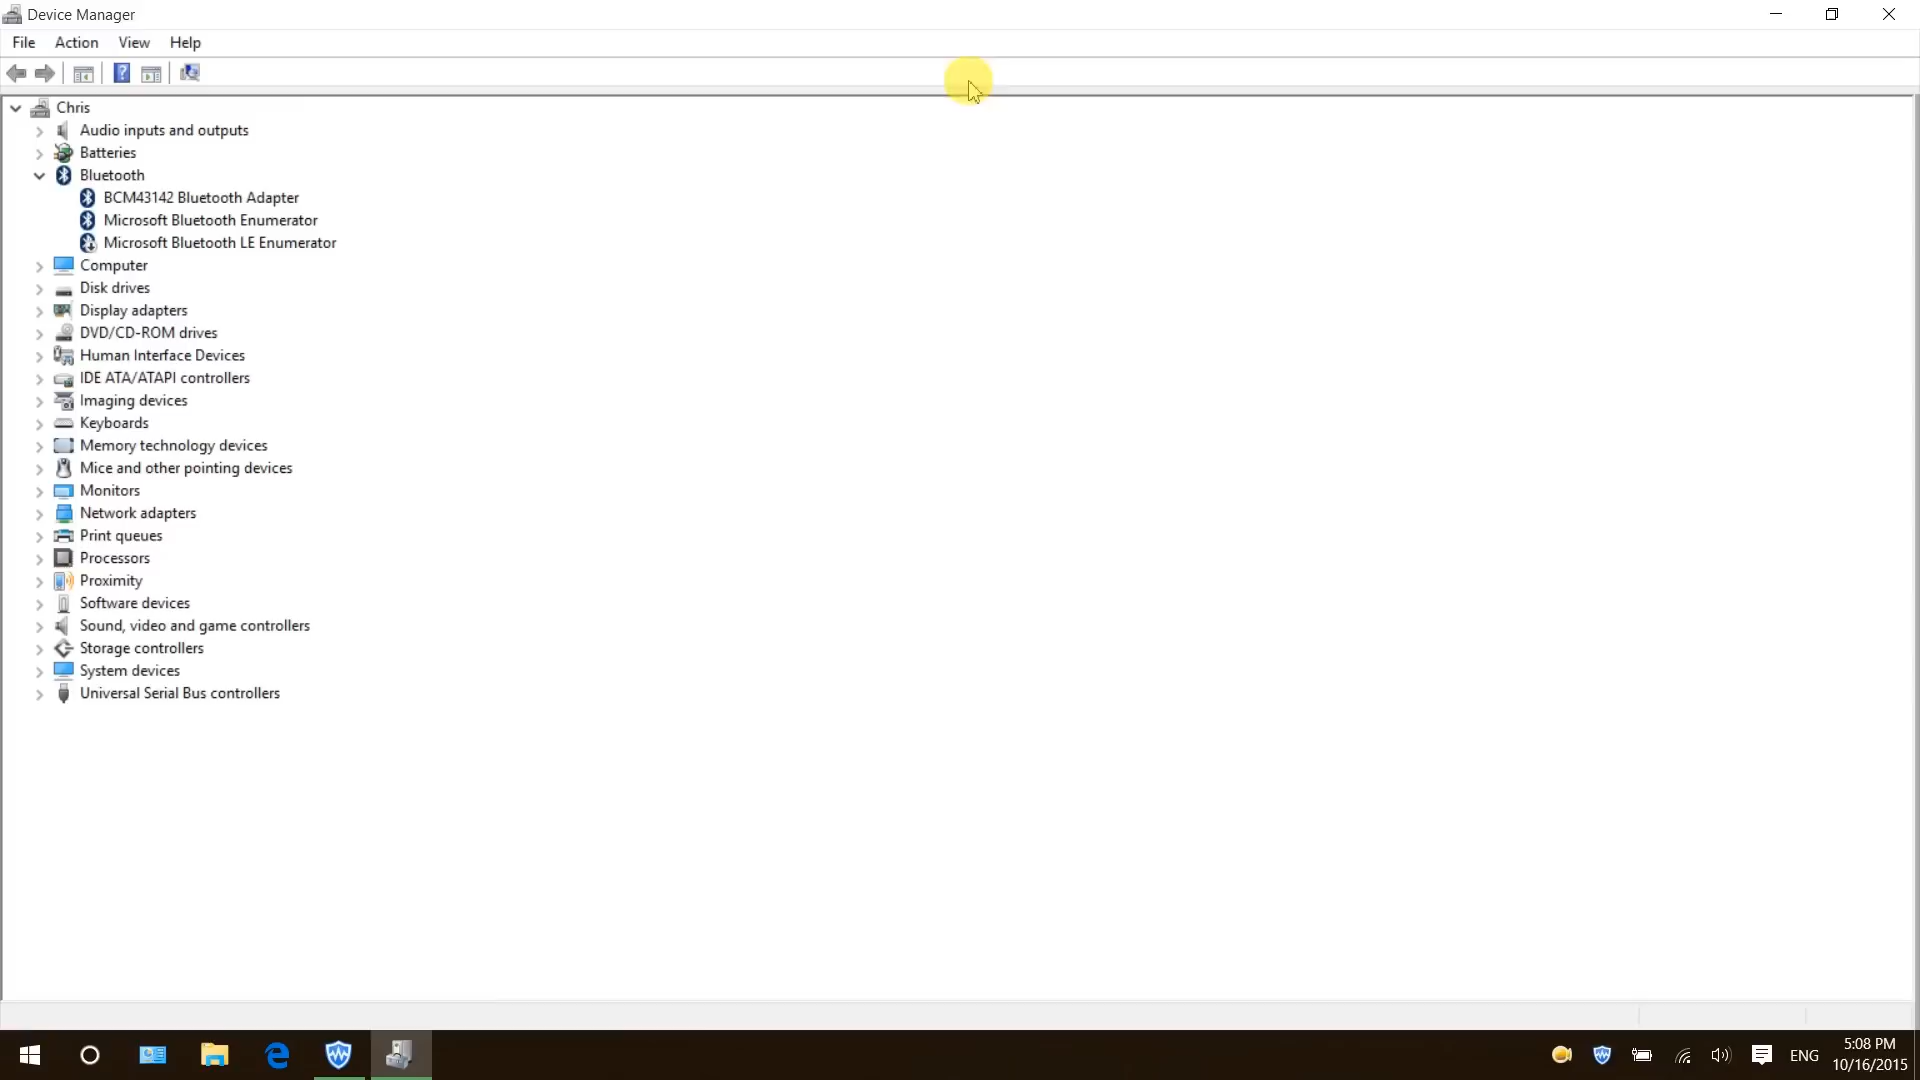 Device Manager
File Action View Help
?
Chris
Audio inputs and outputs
Batteries
Bluetooth
BCM43142 Bluetooth Adapter
Microsoft Bluetooth Enumerator
Microsoft Bluetooth LE Enumerator
Computer
Disk drives
Display adapters
DVD/CD-ROM drives
Human Interface Devices
IDE ATA/ATAPI controllers
Imaging devices
Keyboards
Memory technology devices
Mice and other pointing devices
Monitors
Network adapters
Print queues
Processors
Proximity
Software devices
Sound, video and game controllers
Storage controllers
System devices
Universal Serial Bus controllers
ENG
5:08 PM
10/16/2015